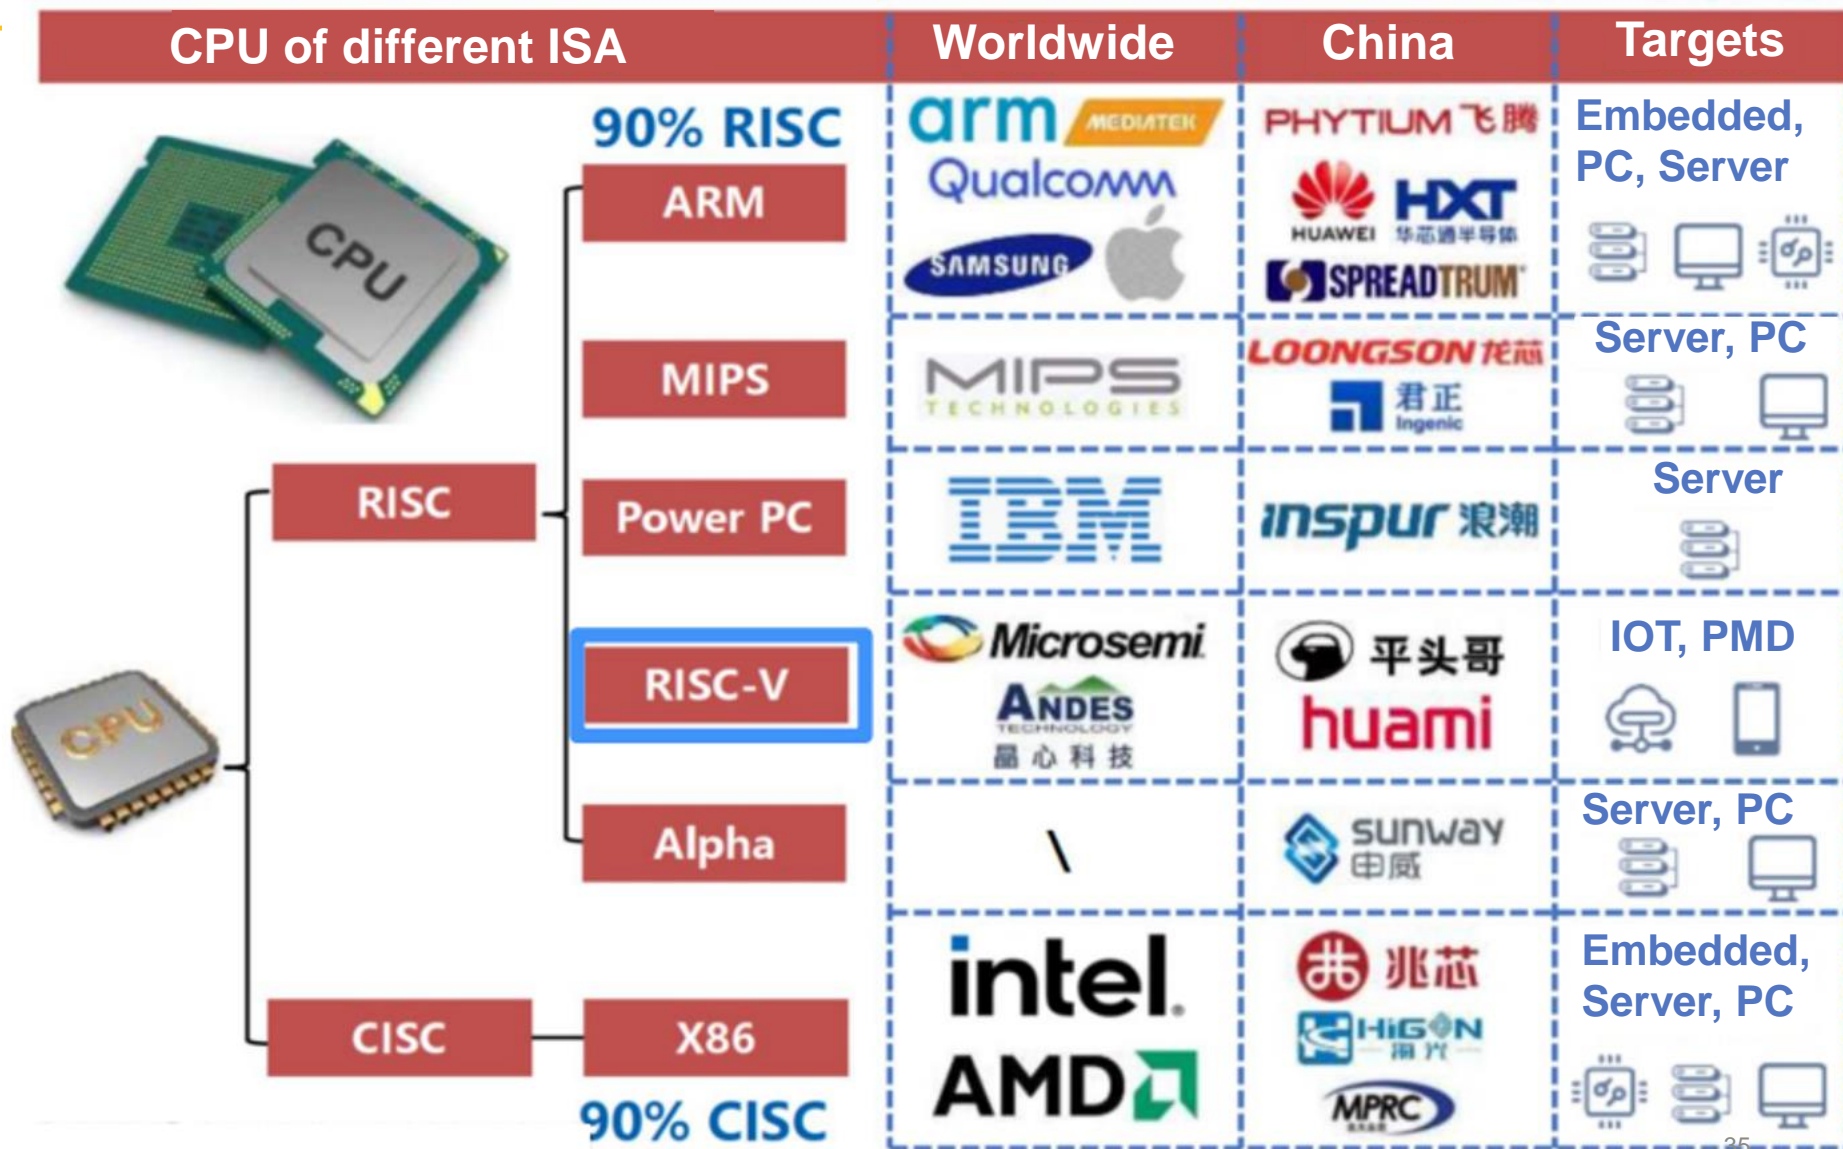 CPU of different ISA
Worldwide
China
Targets
90% RISC
CPU
ARM
arm
MEDIATEK
Qualcomm
SAMSUNG
PHYTIUM 飞腾
HUAWEI
HXT
华芯通半导体
SPREADTRUM
Embedded,
PC, Server
MIPS
MIPS
TECHNOLOGIES
LOONGSON 龙芯
君正
Ingenic
Server, PC
RISC
Power PC
IBM
inspur 浪潮
Server
RISC-V
Microsemi
ANDES
TECHNOLOGY
晶心科技
平头哥
huami
IOT, PMD
CPU
Alpha
\
sunway
申威
Server, PC
CISC
X86
90% CISC
intel
AMD
兆芯
HiGON
海光
MPRC
Embedded,
Server, PC
35